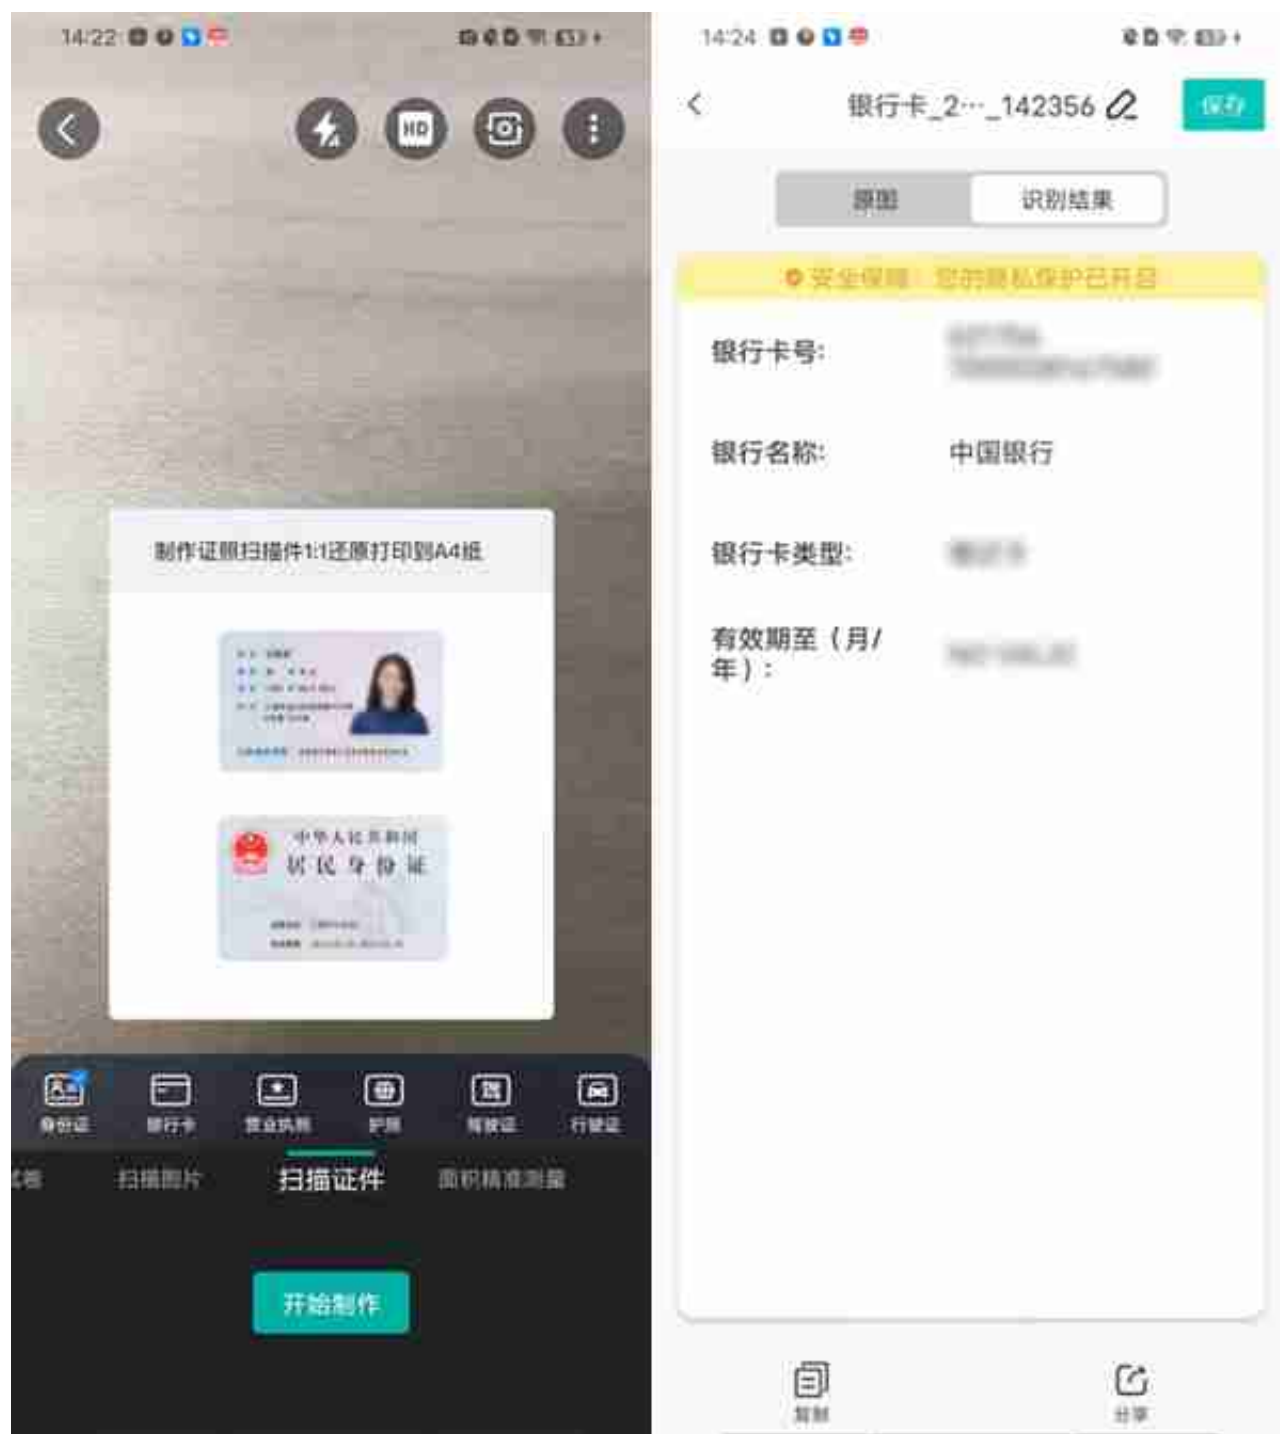 14:22
HD
制作证照扫描件1:1还原打印到A4纸
中华人民共和国
居民身份证
身份证 银行卡 营业执照 护照 驾驶证 行驶证
扫描图片 扫描证件 面积精准测量
开始制作
14:24
银行卡_2…_142356
保存
原图 识别结果
安全保障：您的隐私保护已开启
银行卡号:
银行名称: 中国银行
银行卡类型:
有效期至（月/
年）:
复制 分享